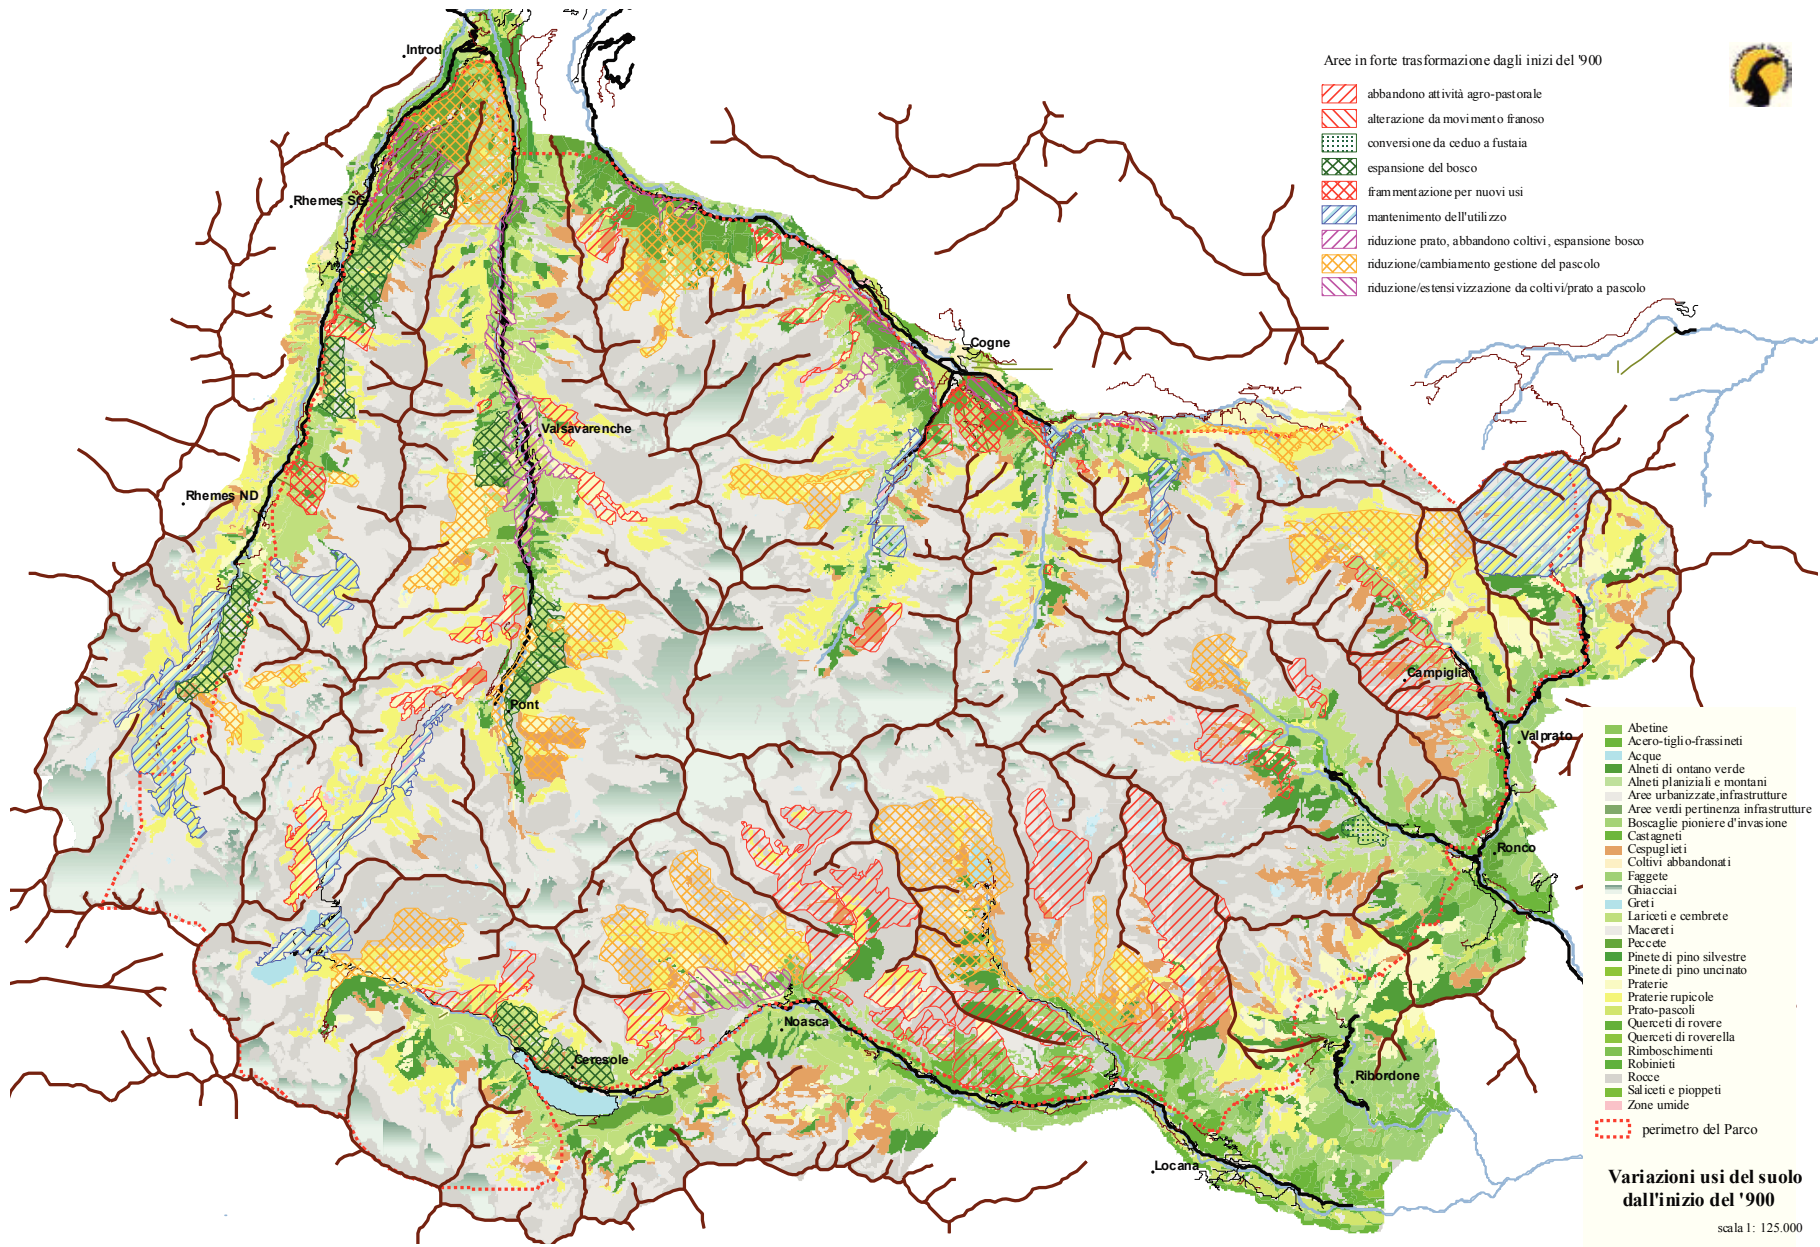 Introd
Aree in forte trasformazione dagli inizi del '900
abbandono attività agro-pastorale
alterazione da movimento franoso
conversione da ceduo a fustaia
espansione del bosco
frammentazione per nuovi usi
mantenimento dell'utilizzo
riduzione prato, abbandono coltivi, espansione bosco
riduzione/cambiamento gestione del pascolo
riduzione/estensivizzazione da coltivi/prato a pascolo
Rhemes SG
Cogne
Valsavarenche
Rhemes ND
Campiglia
Pont
Valprato
Ronco
Noasca
Ceresole
Ribordone
Locana
Abetine
Acero-tiglio-frassineti
Acque
Alneti di ontano verde
Alneti planiziali e montani
Aree urbanizzate,infrastrutture
Aree verdi pertinenza infrastrutture
Boscaglie pioniere d'invasione
Castagneti
Cespuglieti
Coltivi abbandonati
Faggete
Ghiacciai
Greti
Lariceti e cembrete
Macereti
Peccete
Pinete di pino silvestre
Pinete di pino uncinato
Praterie
Praterie rupicole
Prato-pascoli
Querceti di rovere
Querceti di roverella
Rimboschimenti
Robinieti
Rocce
Saliceti e pioppeti
Zone umide
perimetro del Parco
Variazioni usi del suolo
dall'inizio del '900
scala 1: 125.000